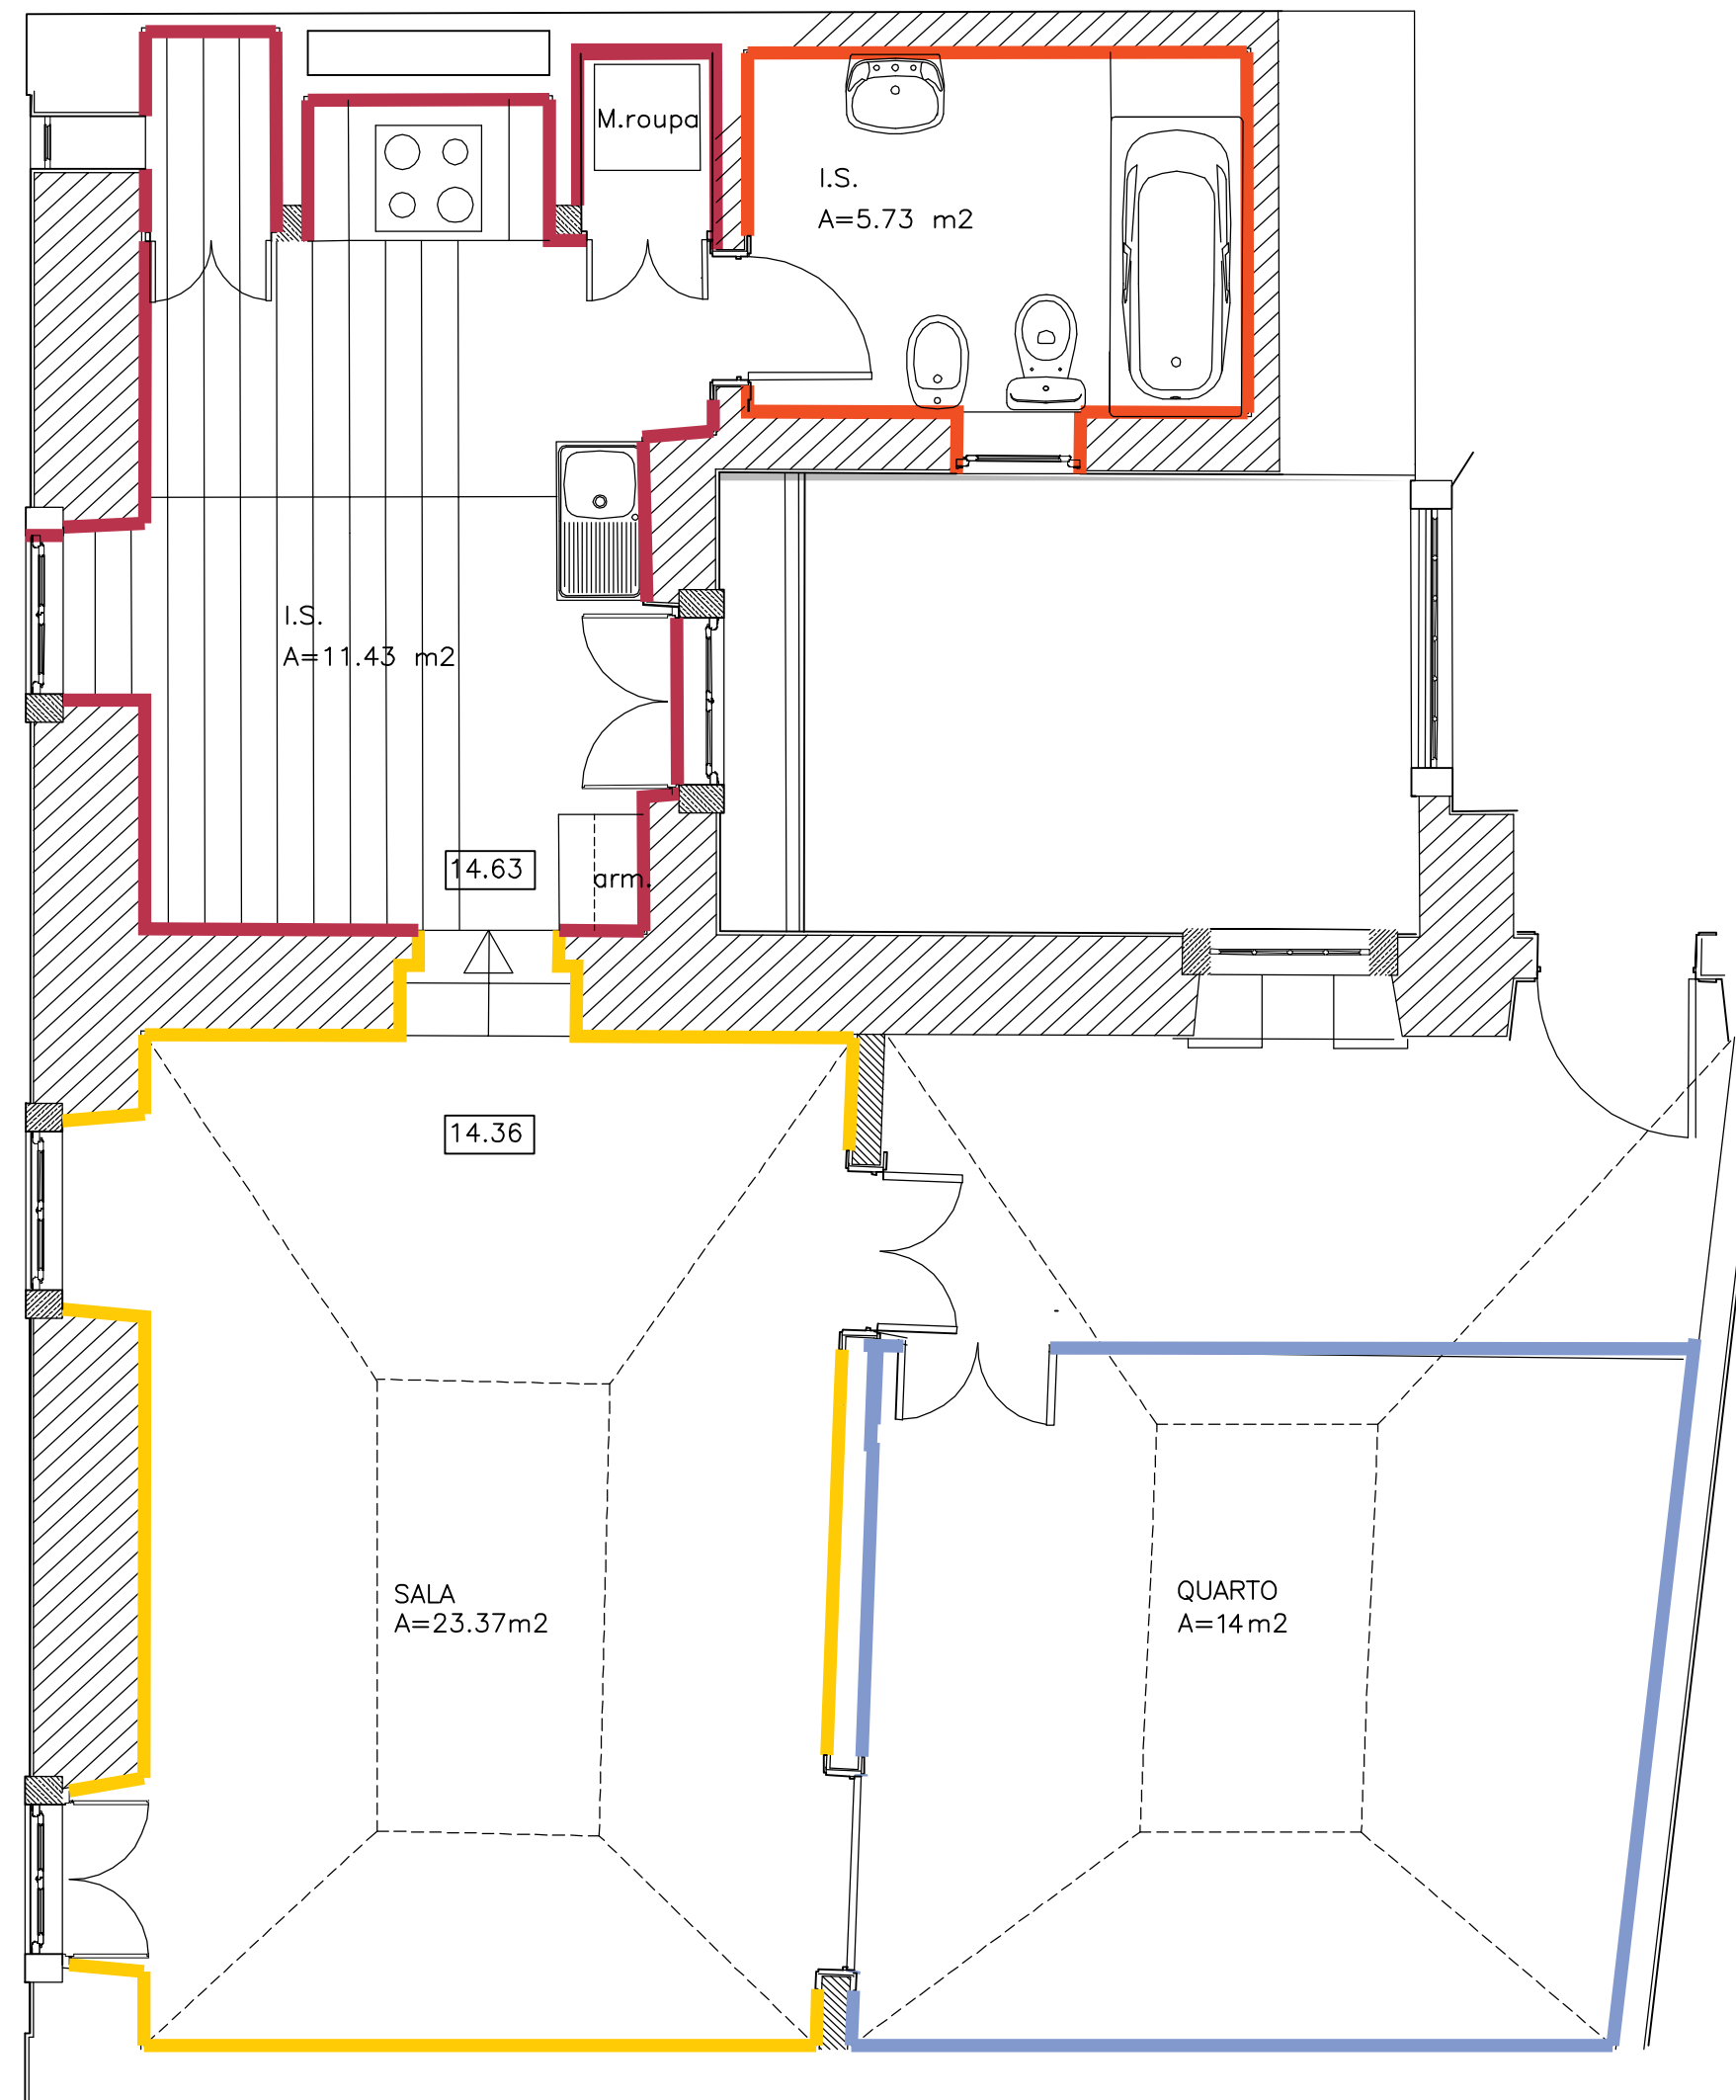 M.roupa
I.S.
A=5.73 m2
I.S.
A=11.43 m2
14.63
arm.
14.36
SALA
A=23.37m2
QUARTO
A=14m2